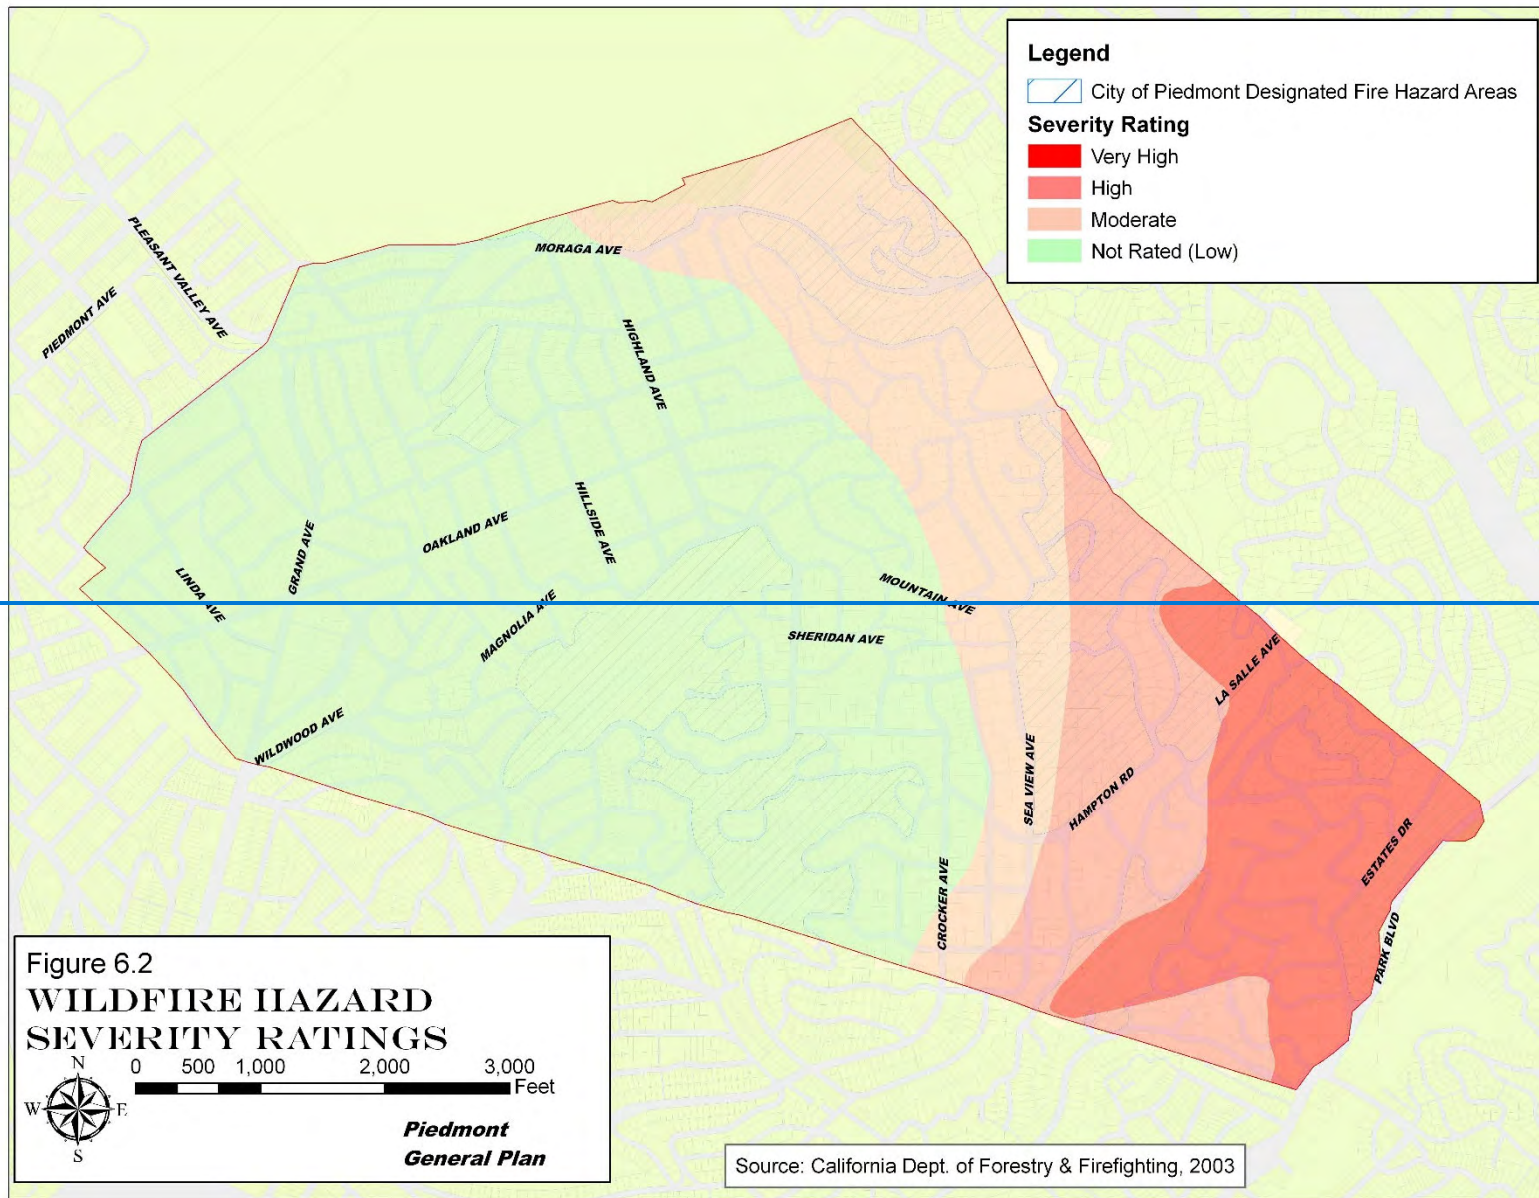 Legend
City of Piedmont Designated Fire Hazard Areas
Severity Rating
Very High
High
Moderate
Not Rated (Low)
PLEASANT VALLEY AVE
PIEDMONT AVE
MORAGA AVE
HIGHLAND AVE
HILLSIDE AVE
OAKLAND AVE
GRAND AVE
LINDA AVE
MAGNOLIA AVE
MOUNTAIN AVE
SHERIDAN AVE
LA SALLE AVE
WILDWOOD AVE
SEA VIEW AVE
HAMPTON RD
ESTATES DR
CROCKER AVE
PARK BLVD
Figure 6.2
WILDFIRE HAZARD
SEVERITY RATINGS
N
W E
S
0 500 1,000 2,000 3,000
Feet
Piedmont
General Plan
Source: California Dept. of Forestry & Firefighting, 2003